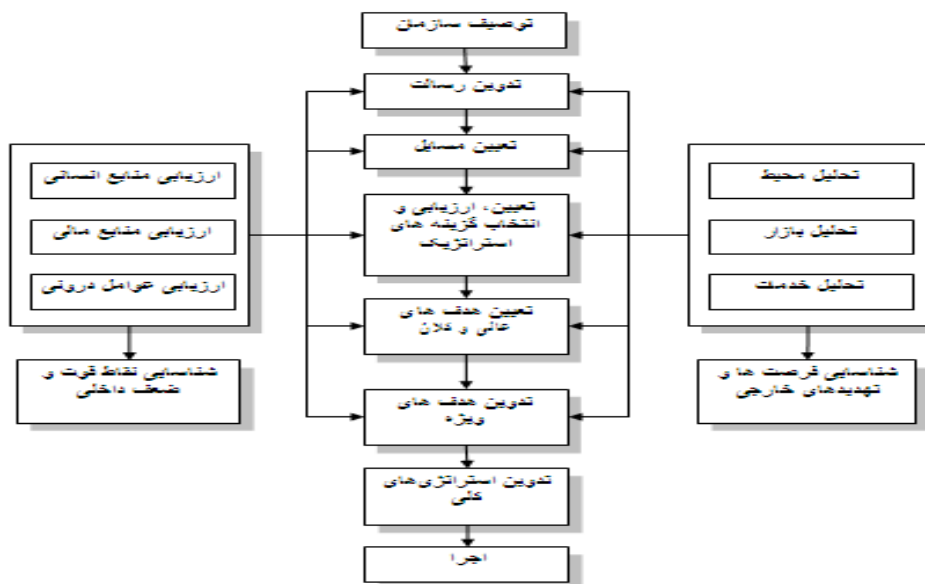 توصیف سازمان
تدوین رسالت
تعیین مسایل
تعیین، ارزیابی و
انتخاب گزینه های
استراتژیک
تعیین هدف های
عالی و کلان
تدوین هدف های
ویژه
تدوین استراتژی‌های
کلی
اجرا
تحلیل محیط
تحلیل بازار
تحلیل خدمات
شناسایی فرصت ها و
تهدیدهای خارجی
ارزیابی منابع انسانی
ارزیابی منابع مالی
ارزیابی عوامل درونی
شناسایی نقاط قوت و
ضعف داخلی